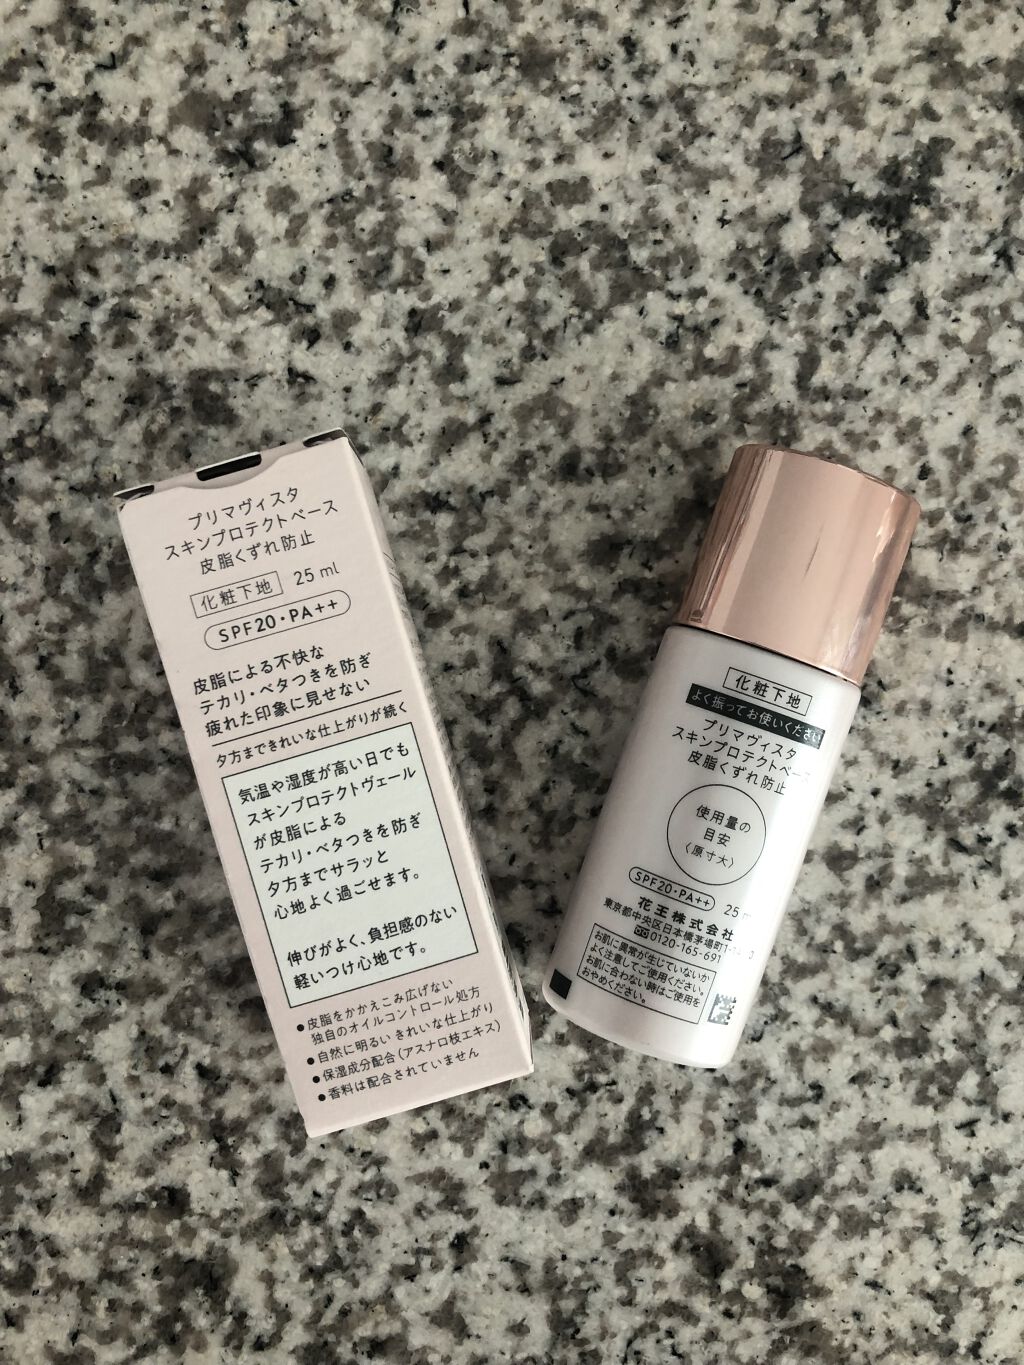 プリマヴィスタ
スキンプロテクトベース
皮脂くずれ防止
化粧下地 25 ml
SPF20・PA++
皮脂による不快な
テカリ・ベタつきを防ぎ
疲れた印象に見せない
夕方まできれいな仕上がりが続く
気温や湿度が高い日でも
スキンプロテクトヴェール
が皮脂による
テカリ・ベタつきを防ぎ
夕方までサラッと
心地よく過ごせます。
伸びがよく、負担感のない
軽いつけ心地です。
●皮脂をかかえこみ広げない
独自のオイルコントロール処方
●自然に明るい きれいな仕上がり
●保湿成分配合(アスナロ枝エキス)
●香料は配合されていません
化粧下地
よく振ってお使いください
プリマヴィスタ
スキンプロテクトベース
皮脂くずれ防止
使用量の
目安
〈原寸大〉
SPF20・PA++ 25
花王株式会社
東京都中央区日本橋茅場町
0120-165-691
お肌に異常が生じていないか
よく注意してご使用ください。
お肌に合わない時はご使用を
おやめください。